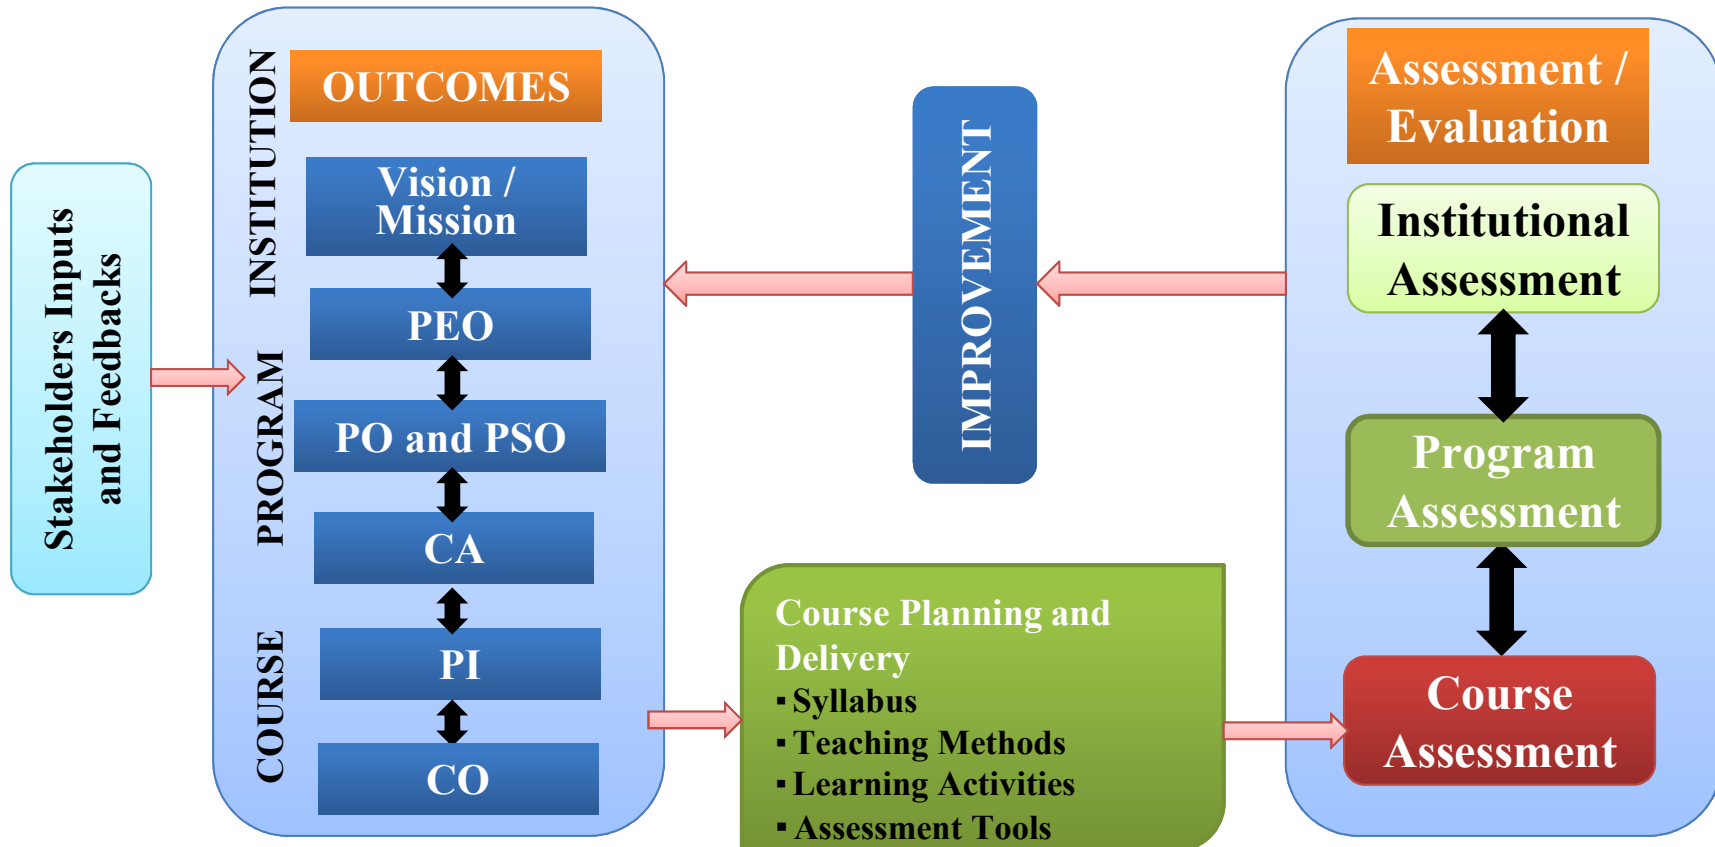 Stakeholders Inputs
and Feedbacks
INSTITUTION
PROGRAM
COURSE
OUTCOMES
Vision /
Mission
PEO
PO and PSO
CA
PI
CO
Course Planning and
Delivery
▪ Syllabus
▪ Teaching Methods
▪ Learning Activities
▪ Assessment Tools
IMPROVEMENT
Assessment /
Evaluation
Institutional
Assessment
Program
Assessment
Course
Assessment